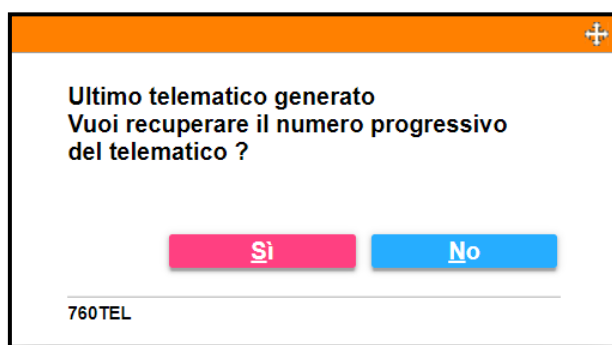 Ultimo telematico generato
Vuoi recuperare il numero progressivo
del telematico ?
Sì
No
760TEL